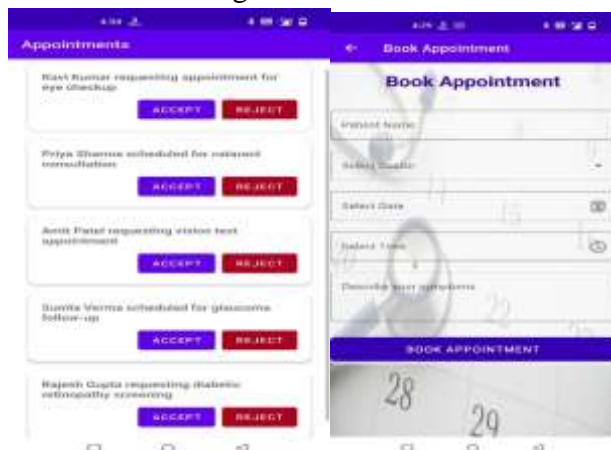 4:34
Appointments
Ravi Kumar requesting appointment for
eye checkup
ACCEPT REJECT
Priya Sharma scheduled for cataract
consultation
ACCEPT REJECT
Amit Patel requesting vision test
appointment
ACCEPT REJECT
Sunita Verma scheduled for glaucoma
follow-up
ACCEPT REJECT
Rajesh Gupta requesting diabetic
retinopathy screening
ACCEPT REJECT
Book Appointment
Book Appointment
Patient Name
Select Date
Select Time
Describe your symptoms
BOOK APPOINTMENT
28
29